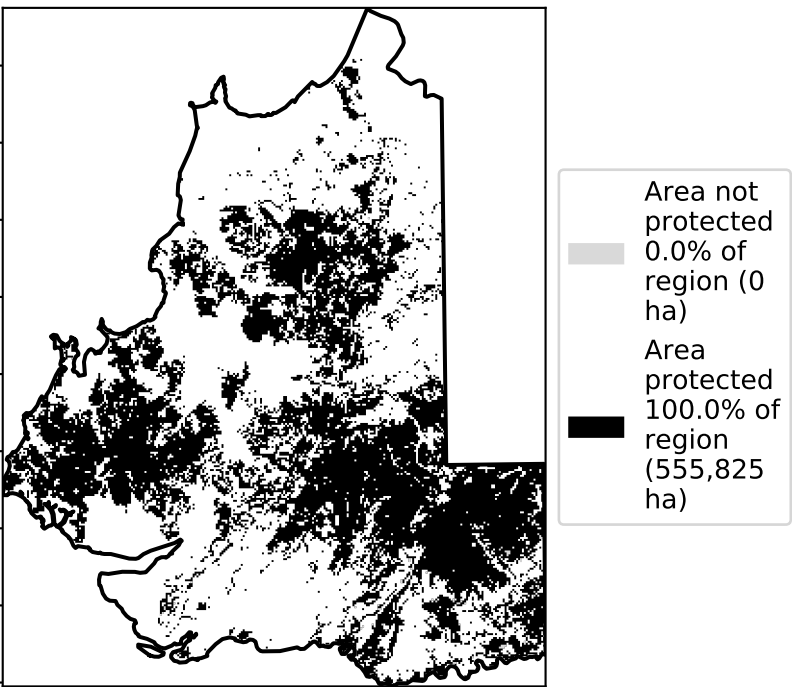 Area not
protected
0.0% of
region (0
ha)
Area
protected
100.0% of
region
(555,825
ha)